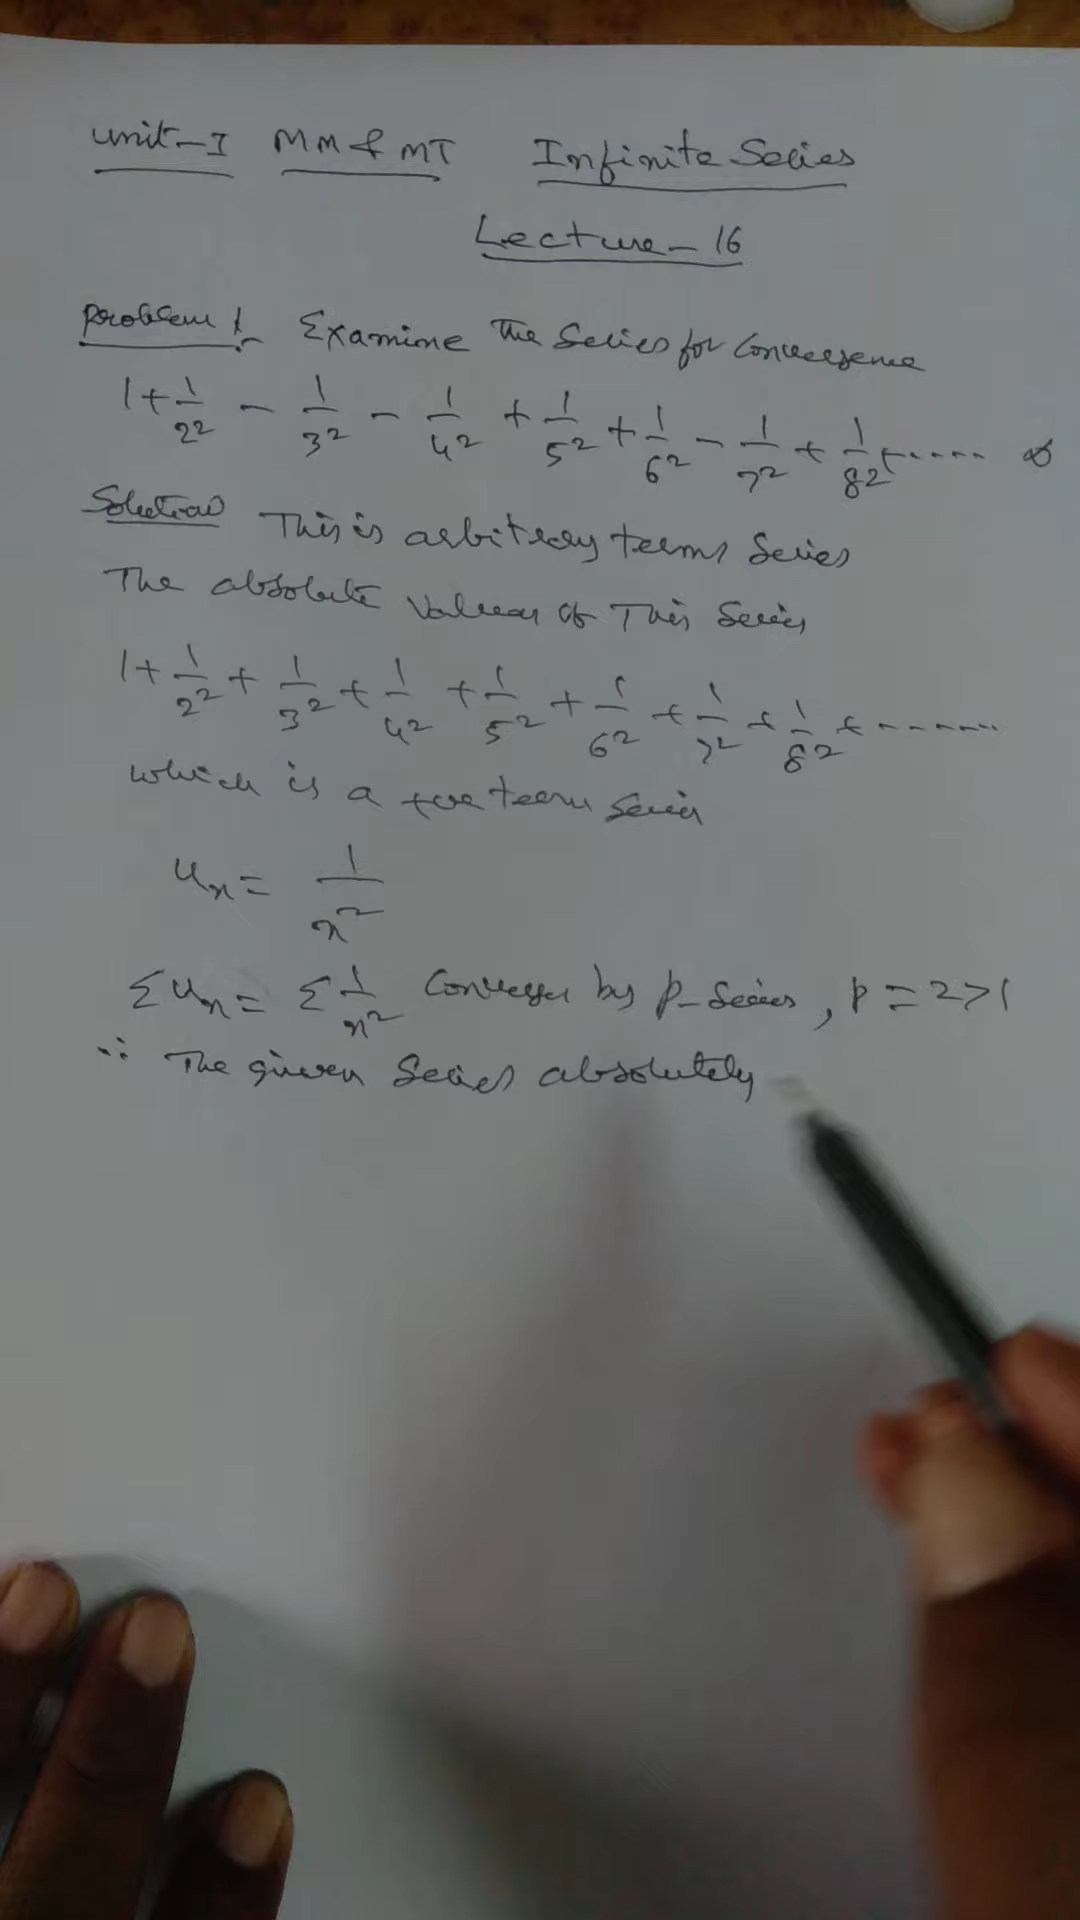 Unit-I MM & MT Infinite Series
Lecture-16
Problem 1:- Examine the Series for Convergence
1 + 1/2² - 1/3² - 1/4² + 1/5² + 1/6² - 1/7² + 1/8² + ..... ∞
Solution This is arbitrary terms Series
The absolute Values of This Series
1 + 1/2² + 1/3² + 1/4² + 1/5² + 1/6² + 1/7² + 1/8² + ......
which is a +ve term Series
uₙ = 1/n²
Σuₙ = Σ1/n² Converges by p-Series, p = 2 > 1
∴ The given Series absolutely